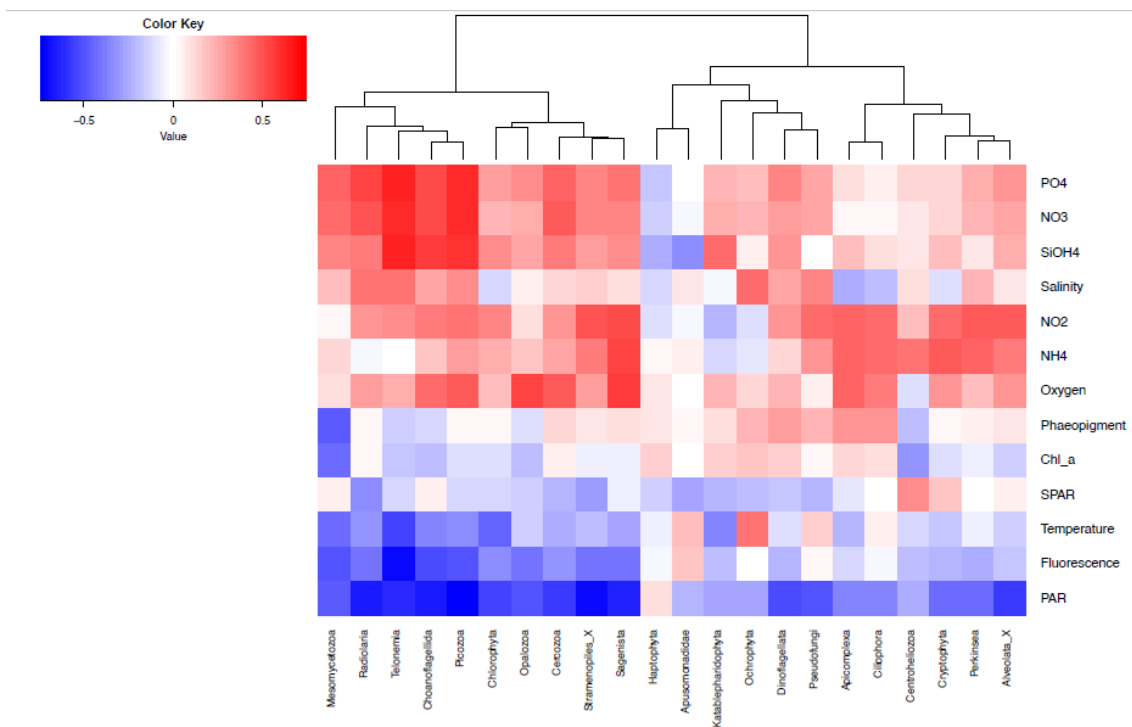 Color Key
−0.5 0 0.5
Value
PO4
NO3
SiOH4
Salinity
NO2
NH4
Oxygen
Phaeopigment
Chl_a
SPAR
Temperature
Fluorescence
PAR
Mesomycetozoa
Radiolaria
Telonemia
Choanoflagellida
Picozoa
Chlorophyta
Opalozoa
Cercozoa
Stramenopiles_X
Sagenista
Haptophyta
Apusomonadidae
Katablepharidophyta
Ochrophyta
Dinoflagellata
Pseudofungi
Apicomplexa
Ciliophora
Centroheliozoa
Cryptophyta
Perkinsea
Alveolata_X